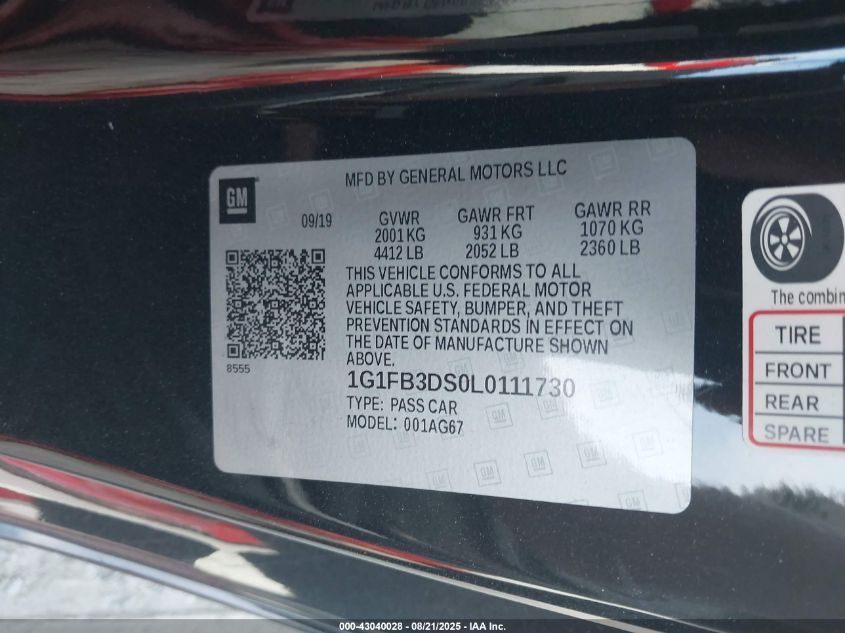 GM
MFD BY GENERAL MOTORS LLC
09/19
GVWR GAWR FRT GAWR RR
2001 KG 931 KG 1070 KG
4412 LB 2052 LB 2360 LB
THIS VEHICLE CONFORMS TO ALL
APPLICABLE U.S. FEDERAL MOTOR
VEHICLE SAFETY, BUMPER, AND THEFT
PREVENTION STANDARDS IN EFFECT ON
THE DATE OF MANUFACTURE SHOWN
ABOVE.
8555
1G1FB3DS0L0111730
TYPE: PASS CAR
MODEL: 001AG67
The combin
TIRE
FRONT
REAR
SPARE
000-43040028 - 08/21/2025 - IAA Inc.